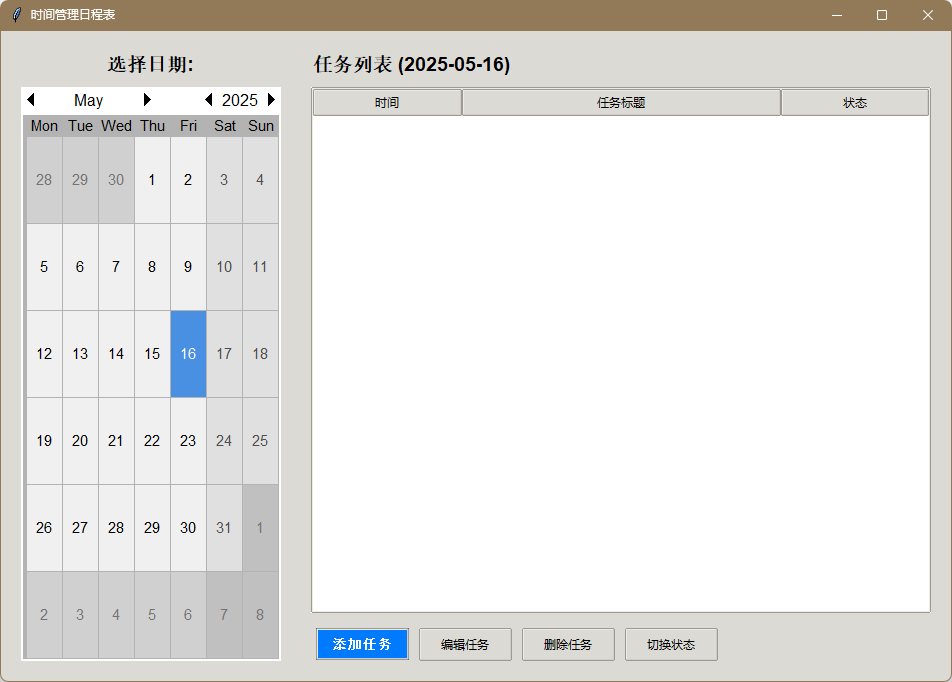 时间管理日程表
选择日期:
May 2025
Mon Tue Wed Thu Fri Sat Sun
28 29 30 1 2 3 4
5 6 7 8 9 10 11
12 13 14 15 16 17 18
19 20 21 22 23 24 25
26 27 28 29 30 31 1
2 3 4 5 6 7 8
任务列表 (2025-05-16)
时间 任务标题 状态
添加任务 编辑任务 删除任务 切换状态